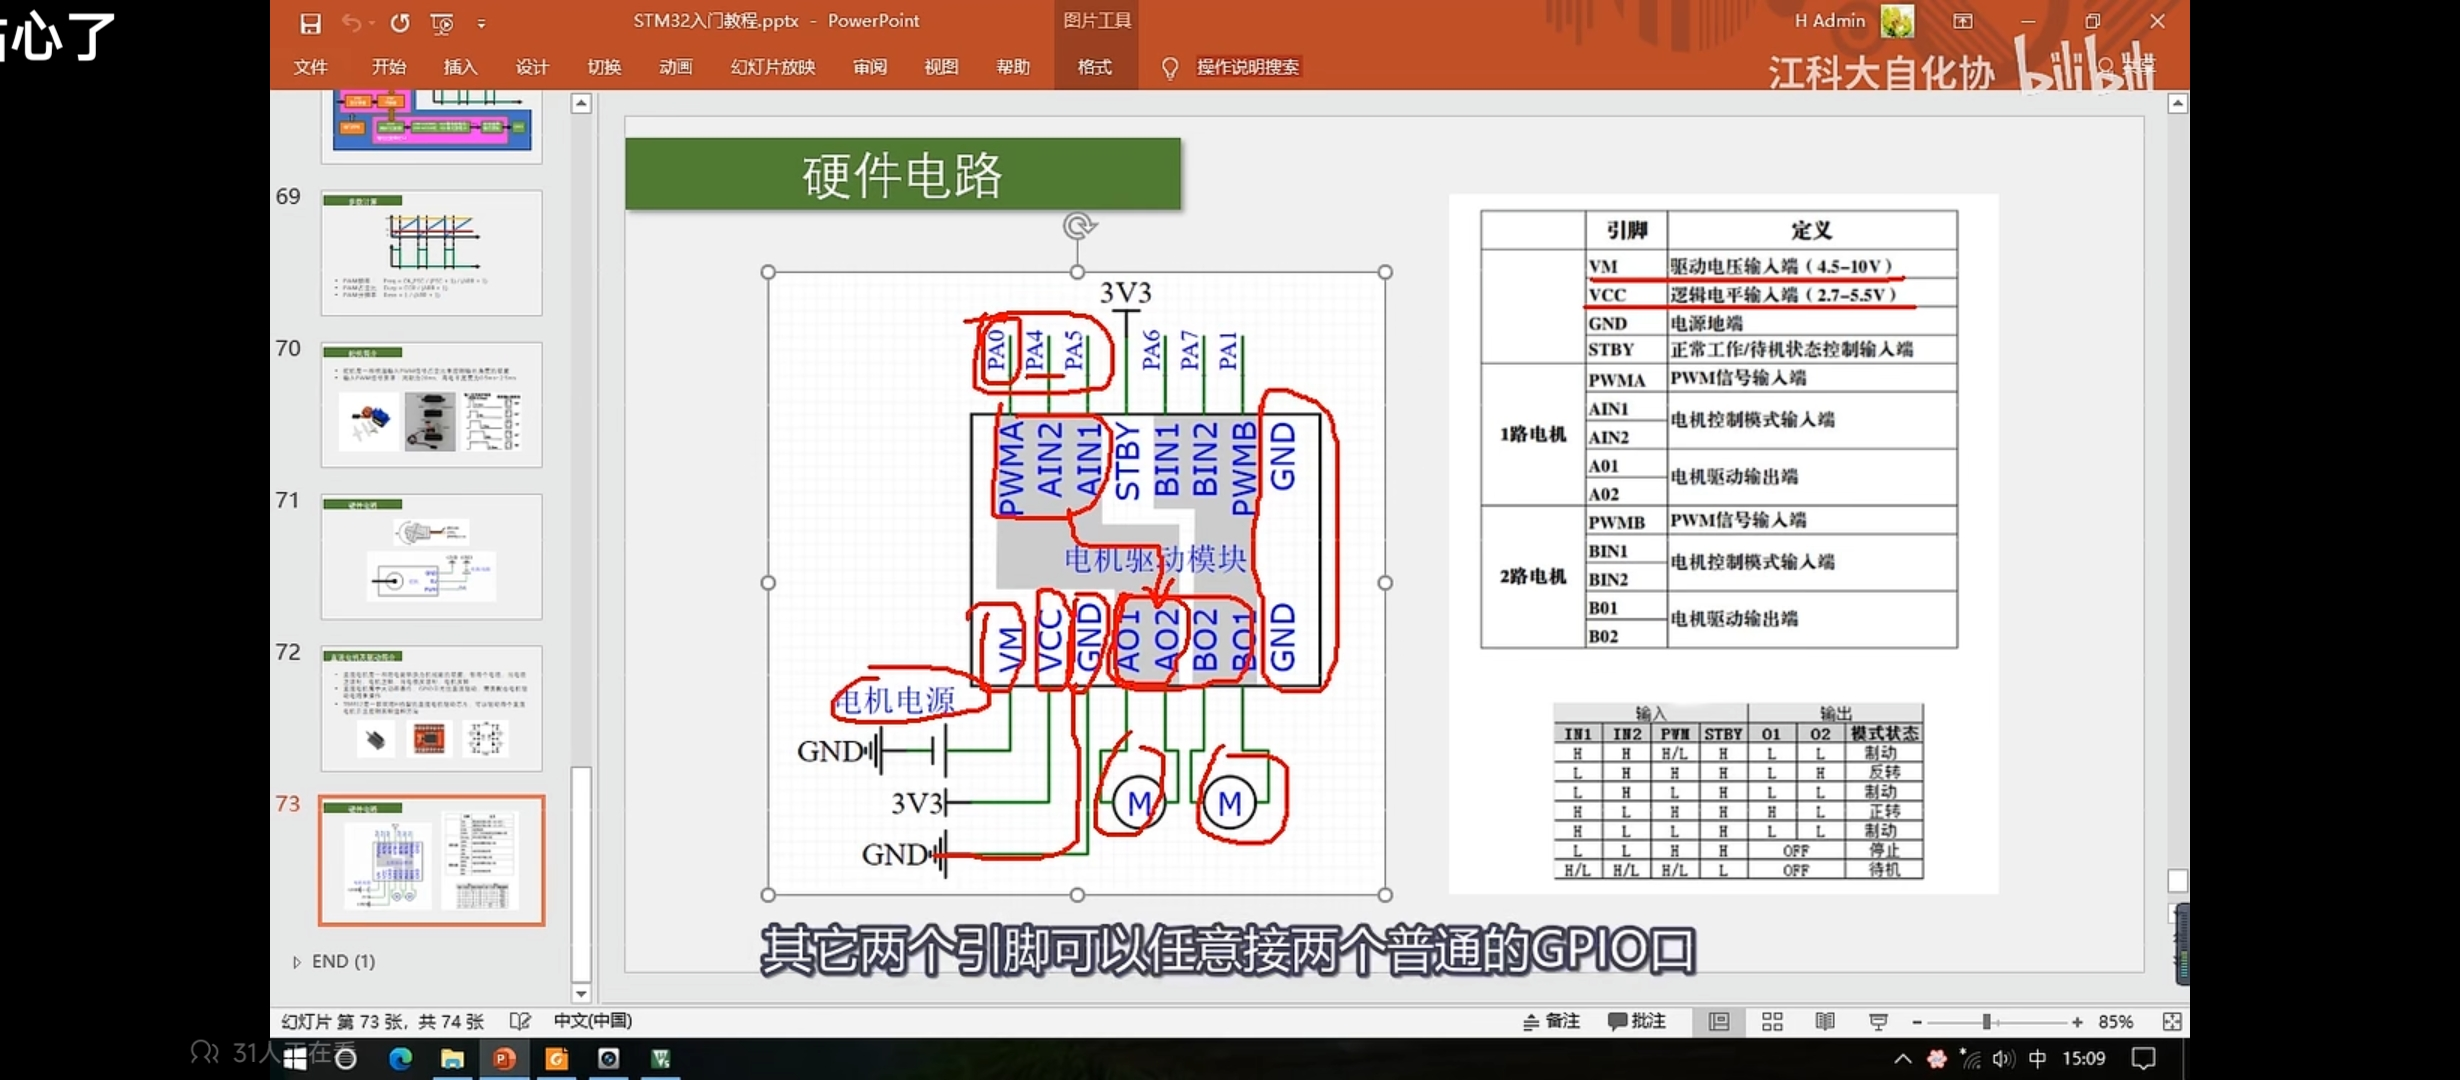 心了
STM32入门教程.pptx - PowerPoint
图片工具
H Admin
文件 开始 插入 设计 切换 动画 幻灯片放映 审阅 视图 帮助 格式 操作说明搜索
江科大自化协 bilibili
共享
69
70
71
72
73
END (1)
硬件电路
3V3
PA0 PA4 PA5 PA6 PA7 PA1
PWMA AIN2 AIN1 STBY BIN1 BIN2 PWMB GND
电机驱动模块
VM VCC GND AO1 AO2 BO2 BO1 GND
电机电源
GND
3V3
GND
M M
引脚 定义
VM 驱动电压输入端（4.5-10V）
VCC 逻辑电平输入端（2.7-5.5V）
GND 电源地端
STBY 正常工作/待机状态控制输入端
1路电机
PWMA PWM信号输入端
AIN1
AIN2
电机控制模式输入端
A01
A02
电机驱动输出端
2路电机
PWMB PWM信号输入端
BIN1
BIN2
电机控制模式输入端
B01
B02
电机驱动输出端
输入 输出
IN1 IN2 PWM STBY O1 O2 模式状态
H H H/L H L L 制动
L H H H L H 反转
L H L H L L 制动
H L H H H L 正转
H L L H L L 制动
L L H H OFF 停止
H/L H/L H/L L OFF 待机
其它两个引脚可以任意接两个普通的GPIO口
幻灯片 第 73 张，共 74 张 中文(中国)
备注 批注 85%
31人正在看
中 15:09